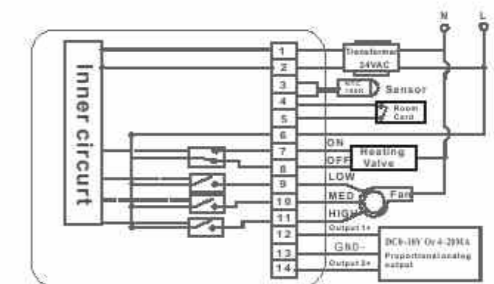 N L
1
Transformer
24VAC
2
3
NTC
Sensor
4
Room
Card
5
Inner circurt
6
7
ON
Heating
Valve
8
OFF
9
LOW
10
MED
Fan
11
HIGH
12
Output 1+
13
GND-
14
Output 2+
DC0-10V Or 4-20MA
Proportional analog
output